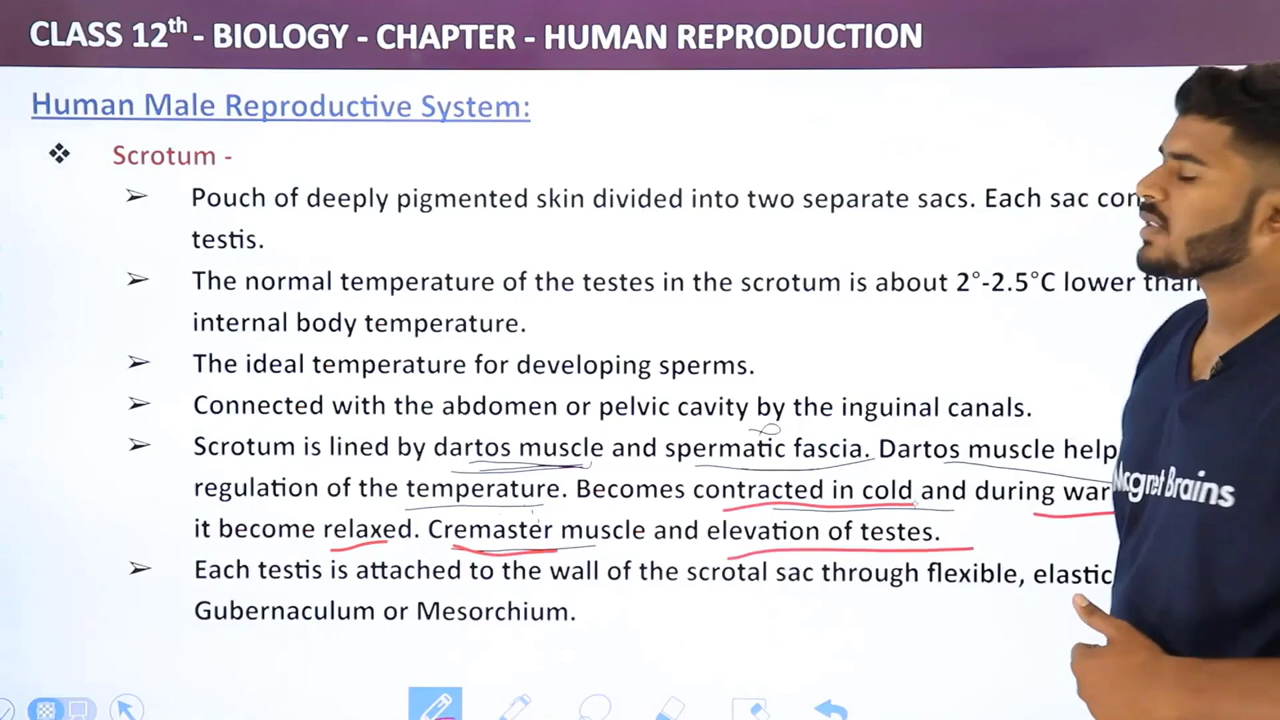 CLASS 12th - BIOLOGY - CHAPTER - HUMAN REPRODUCTION
Human Male Reproductive System:
❖ Scrotum -
➢ Pouch of deeply pigmented skin divided into two separate sacs. Each sac
testis.
➢ The normal temperature of the testes in the scrotum is about 2°-2.5°C lower than
internal body temperature.
➢ The ideal temperature for developing sperms.
➢ Connected with the abdomen or pelvic cavity by the inguinal canals.
➢ Scrotum is lined by dartos muscle and spermatic fascia. Dartos muscle help
regulation of the temperature. Becomes contracted in cold and during
it become relaxed. Cremaster muscle and elevation of testes.
➢ Each testis is attached to the wall of the scrotal sac through flexible, elastic
Gubernaculum or Mesorchium.
Magnet Brains